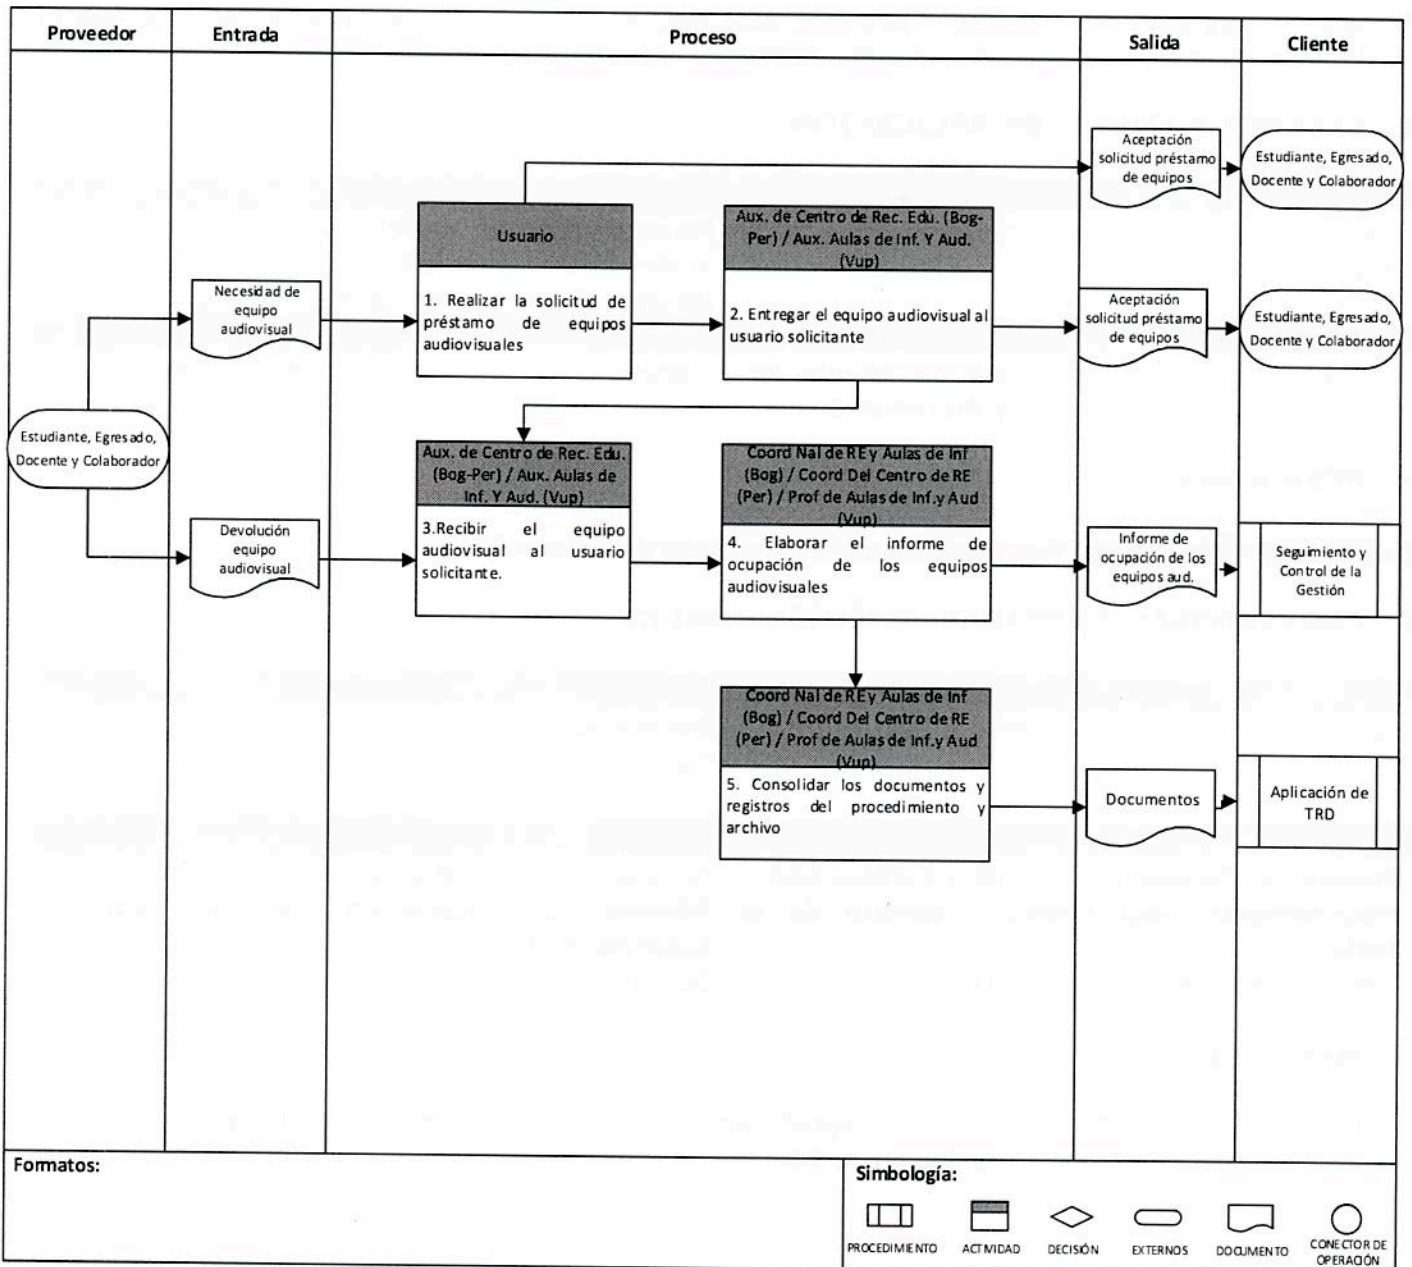 Proveedor
Entrada
Proceso
Salida
Cliente
Aceptación
solicitud préstamo
de equipos
Estudiante, Egresado,
Docente y Colaborador
Usuario
1. Realizar la solicitud de
préstamo de equipos
audiovisuales
Aux. de Centro de Rec. Edu. (Bog-
Per) / Aux. Aulas de Inf. Y Aud.
(Vup)
2. Entregar el equipo audiovisual al
usuario solicitante
Necesidad de
equipo
audiovisual
Aceptación
solicitud préstamo
de equipos
Estudiante, Egresado,
Docente y Colaborador
Estudiante, Egresado,
Docente y Colaborador
Aux. de Centro de Rec. Edu.
(Bog-Per) / Aux. Aulas de
Inf. Y Aud. (Vup)
3.Recibir el equipo
audiovisual al usuario
solicitante.
Coord Nal de RE y Aulas de Inf
(Bog) / Coord Del Centro de RE
(Per) / Prof de Aulas de Inf.y Aud
(Vup)
4. Elaborar el informe de
ocupación de los equipos
audiovisuales
Devolución
equipo
audiovisual
Informe de
ocupación de los
equipos aud.
Seguimiento y
Control de la
Gestión
Coord Nal de RE y Aulas de Inf
(Bog) / Coord Del Centro de RE
(Per) / Prof de Aulas de Inf.y Aud
(Vup)
5. Consolidar los documentos y
registros del procedimiento y
archivo
Documentos
Aplicación de
TRD
Formatos:
Simbología:
PROCEDIMIENTO
ACTIVIDAD
DECISIÓN
EXTERNOS
DOCUMENTO
CONECTOR DE
OPERACIÓN